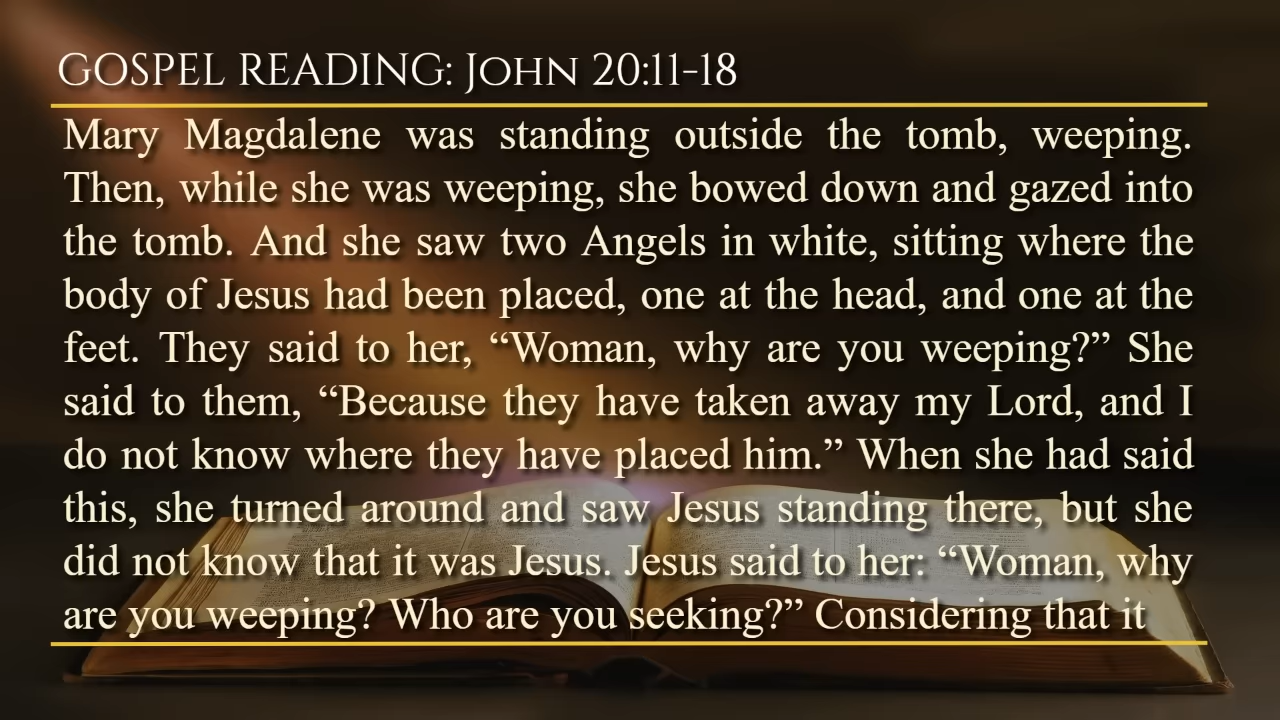 GOSPEL READING: JOHN 20:11-18
Mary Magdalene was standing outside the tomb, weeping.
Then, while she was weeping, she bowed down and gazed into
the tomb. And she saw two Angels in white, sitting where the
body of Jesus had been placed, one at the head, and one at the
feet. They said to her, “Woman, why are you weeping?” She
said to them, “Because they have taken away my Lord, and I
do not know where they have placed him.” When she had said
this, she turned around and saw Jesus standing there, but she
did not know that it was Jesus. Jesus said to her: “Woman, why
are you weeping? Who are you seeking?” Considering that it